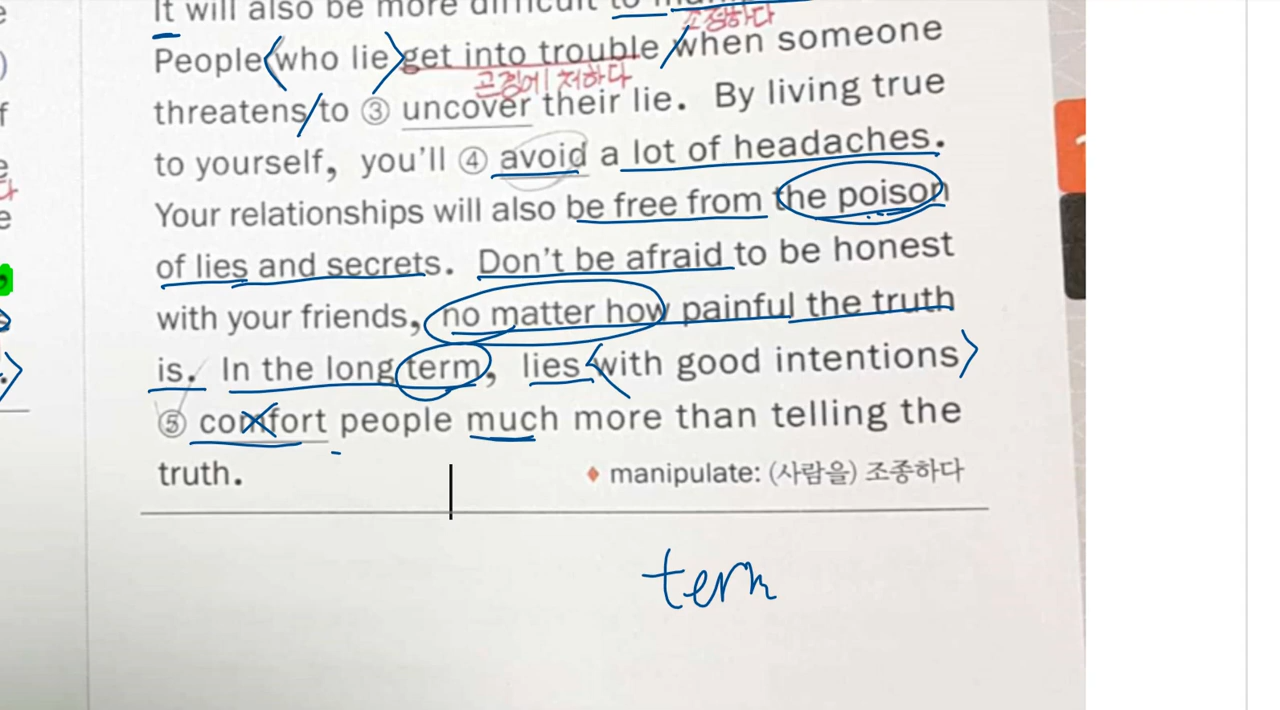 It will also be more difficult to
조정하다
People who lie get into trouble when someone
곤경에 처하다
threatens to ③ uncover their lie. By living true
to yourself, you'll ④ avoid a lot of headaches.
Your relationships will also be free from the poison
of lies and secrets. Don't be afraid to be honest
with your friends, no matter how painful the truth
is. In the long term, lies with good intentions
⑤ comfort people much more than telling the
truth.
♦ manipulate: (사람을) 조종하다
term